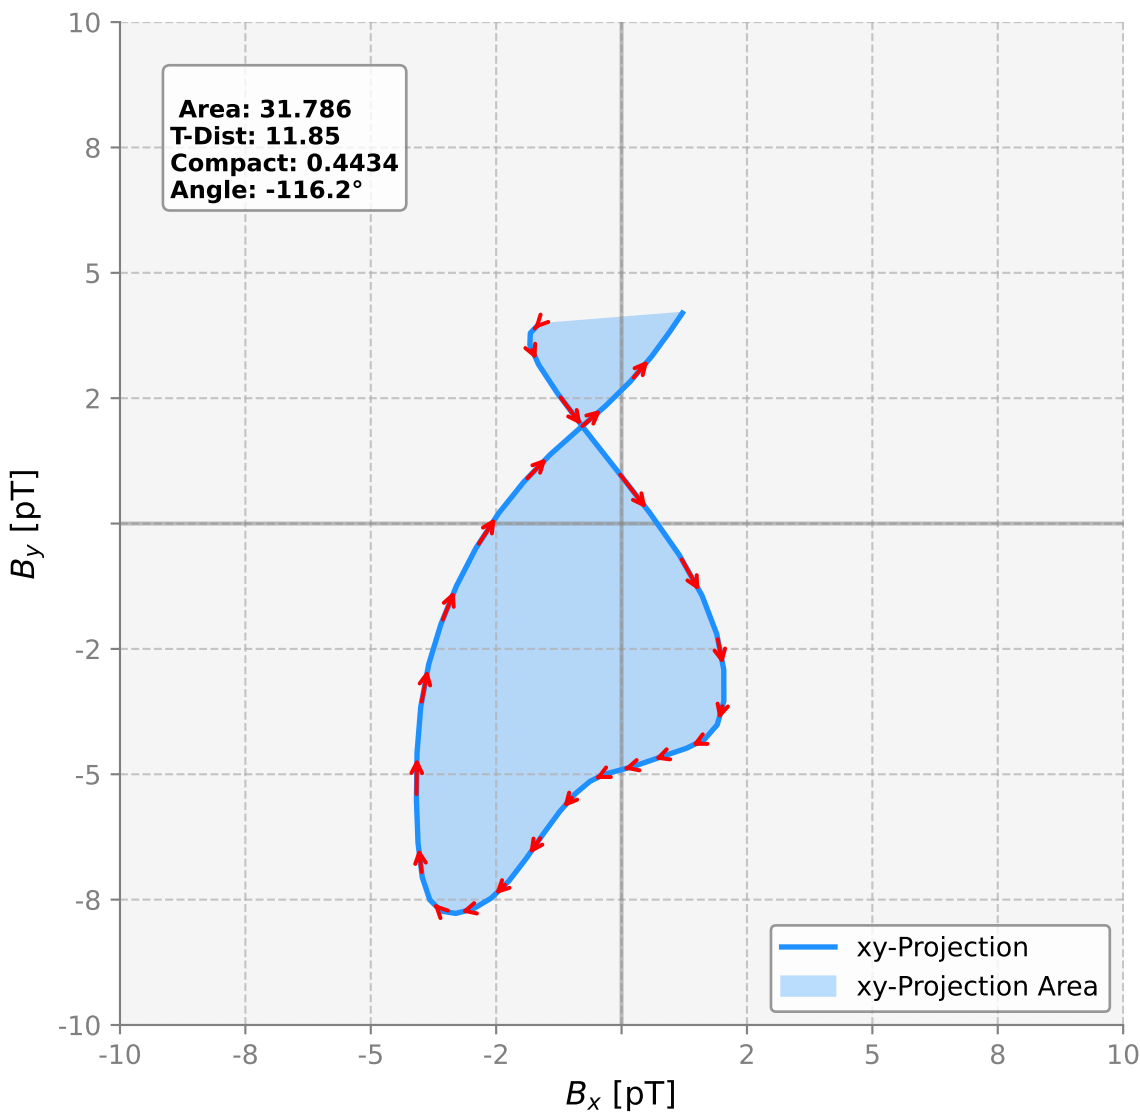 10
Area: 31.786
T-Dist: 11.85
Compact: 0.4434
Angle: -116.2°
8
5
2
-2
-5
-8
-10
B_y [pT]
xy-Projection
xy-Projection Area
-10 -8 -5 -2 2 5 8 10
B_x [pT]